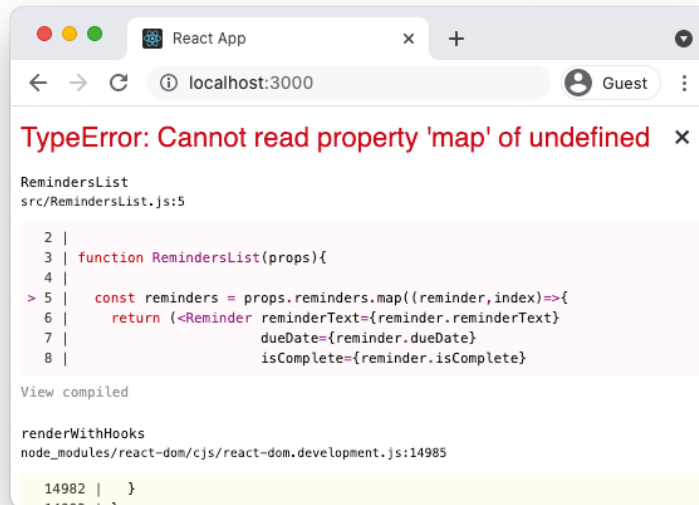 React App
localhost:3000
Guest
TypeError: Cannot read property 'map' of undefined
RemindersList
src/RemindersList.js:5
2 |
3 | function RemindersList(props){
4 |
> 5 |   const reminders = props.reminders.map((reminder,index)=>{
6 |     return (<Reminder reminderText={reminder.reminderText}
7 |                       dueDate={reminder.dueDate}
8 |                       isComplete={reminder.isComplete}
View compiled
renderWithHooks
node_modules/react-dom/cjs/react-dom.development.js:14985
14982 |   }